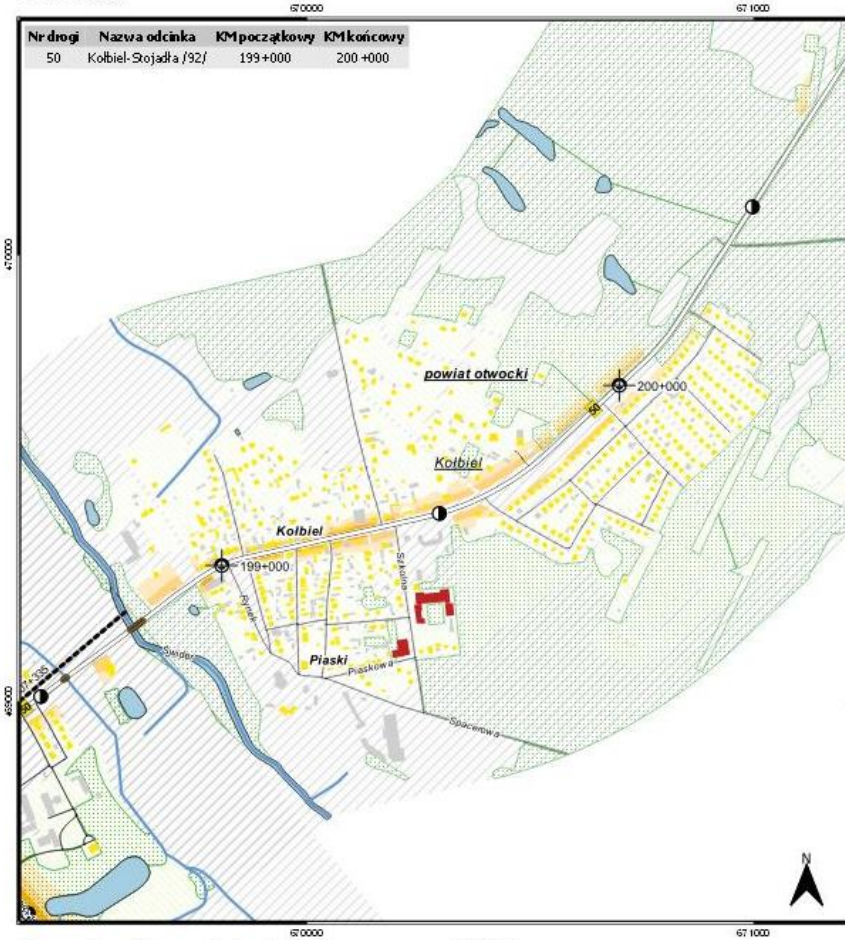 670000 671000
Nr drogi Nazwa odcinka KM początkowy KM końcowy
50 Kołbiel-Stojadła /92/ 199+000 200+000
470000
powiat otwocki
200+000
50
Kołbiel
Kołbiel
199+000
Szkolna
Rynek
Świder
Piaski
Piaskowa
50
469000
Spacerowa
N
670000 671000